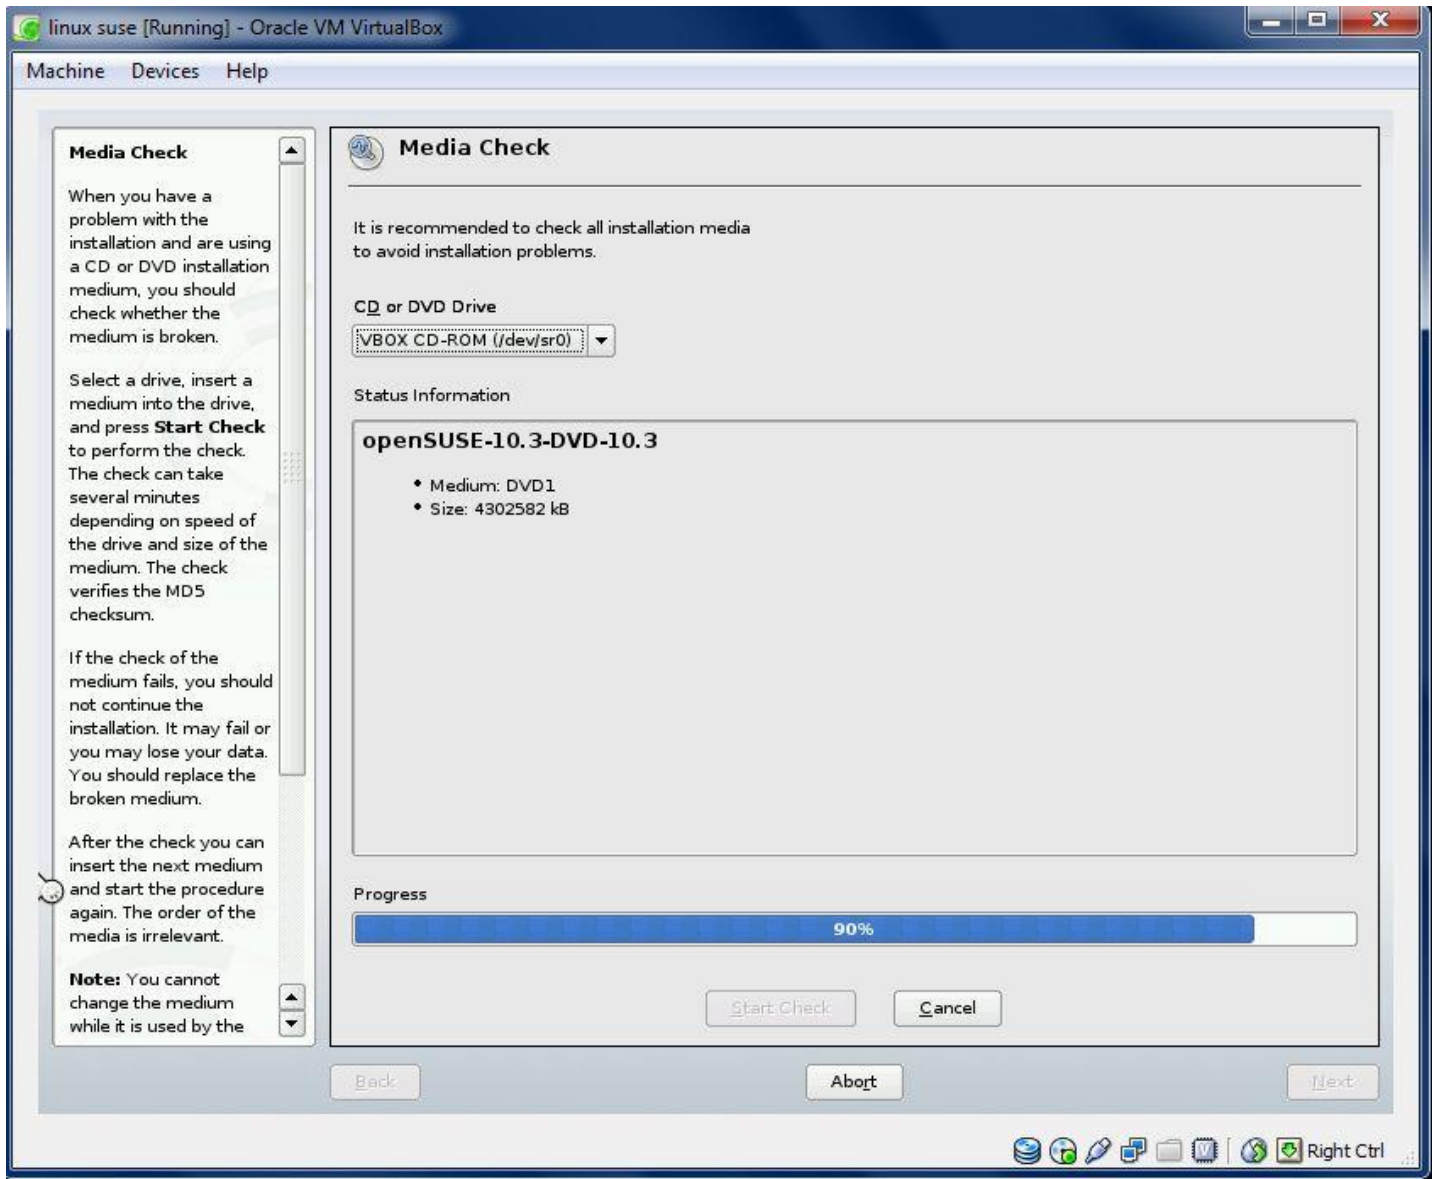 linux suse [Running] - Oracle VM VirtualBox
Machine Devices Help
Media Check
When you have a
problem with the
installation and are using
a CD or DVD installation
medium, you should
check whether the
medium is broken.
Select a drive, insert a
medium into the drive,
and press Start Check
to perform the check.
The check can take
several minutes
depending on speed of
the drive and size of the
medium. The check
verifies the MD5
checksum.
If the check of the
medium fails, you should
not continue the
installation. It may fail or
you may lose your data.
You should replace the
broken medium.
After the check you can
insert the next medium
and start the procedure
again. The order of the
media is irrelevant.
Note: You cannot
change the medium
while it is used by the
Media Check
It is recommended to check all installation media
to avoid installation problems.
CD or DVD Drive
VBOX CD-ROM (/dev/sr0)
Status Information
openSUSE-10.3-DVD-10.3
• Medium: DVD1
• Size: 4302582 kB
Progress
90%
Start Check Cancel
Back Abort Next
Right Ctrl